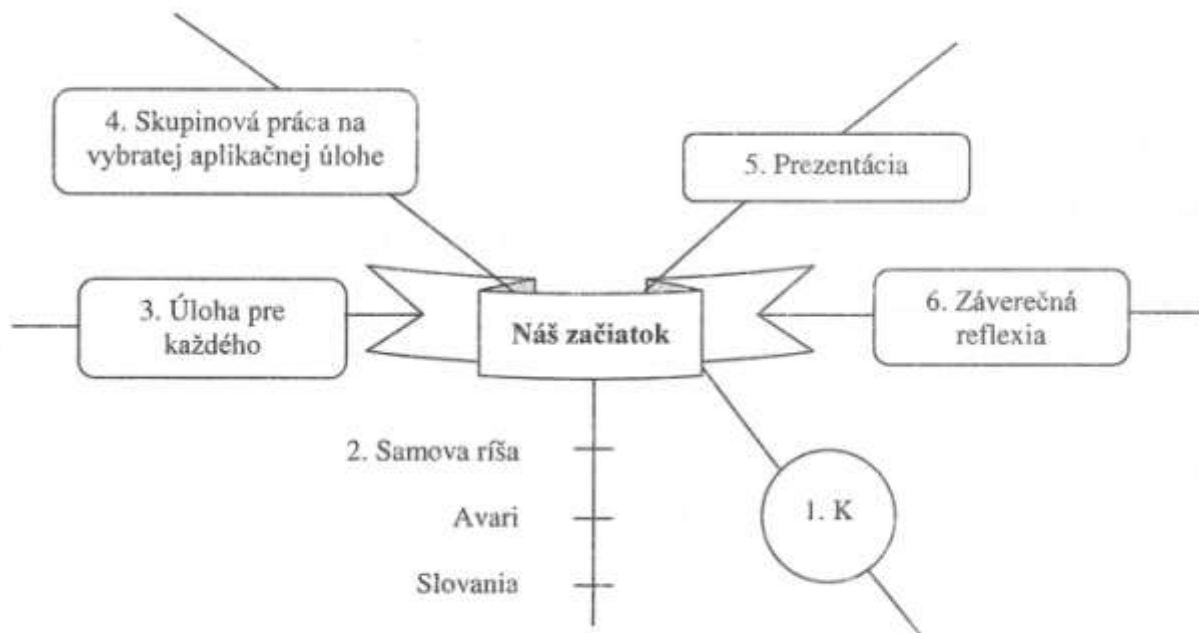 4. Skupinová práca na
vybratej aplikačnej úlohe
5. Prezentácia
3. Úloha pre
každého
Náš začiatok
6. Záverečná
reflexia
2. Samova ríša
1. K
Avari
Slovania